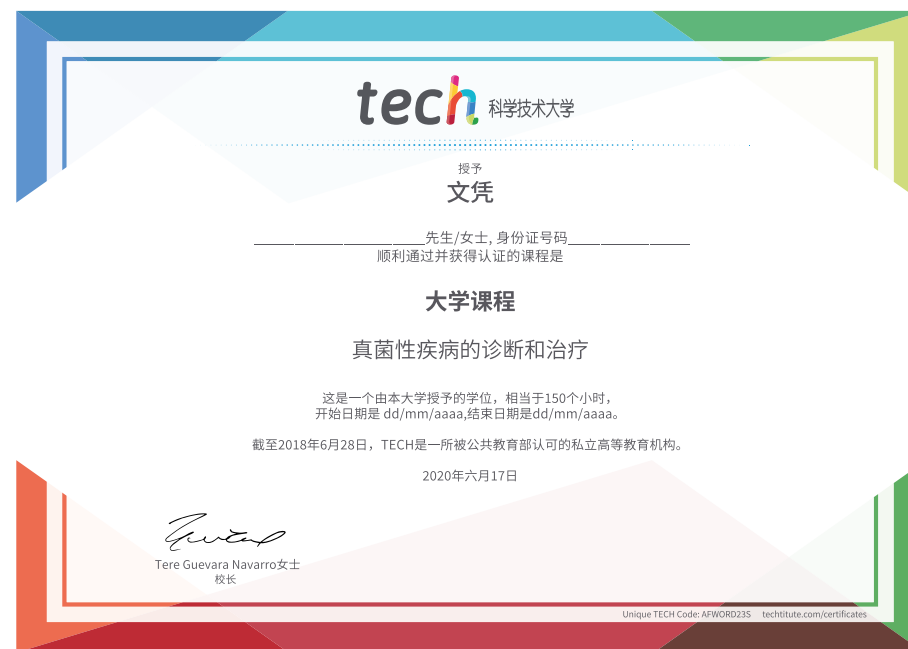 tech 科学技术大学
授予
文凭
先生/女士, 身份证号码
顺利通过并获得认证的课程是
大学课程
真菌性疾病的诊断和治疗
这是一个由本大学授予的学位，相当于150个小时，
开始日期是 dd/mm/aaaa,结束日期是dd/mm/aaaa。
截至2018年6月28日，TECH是一所被公共教育部认可的私立高等教育机构。
2020年六月17日
Tere Guevara Navarro女士
校长
Unique TECH Code: AFWORD23S techtitute.com/certificates